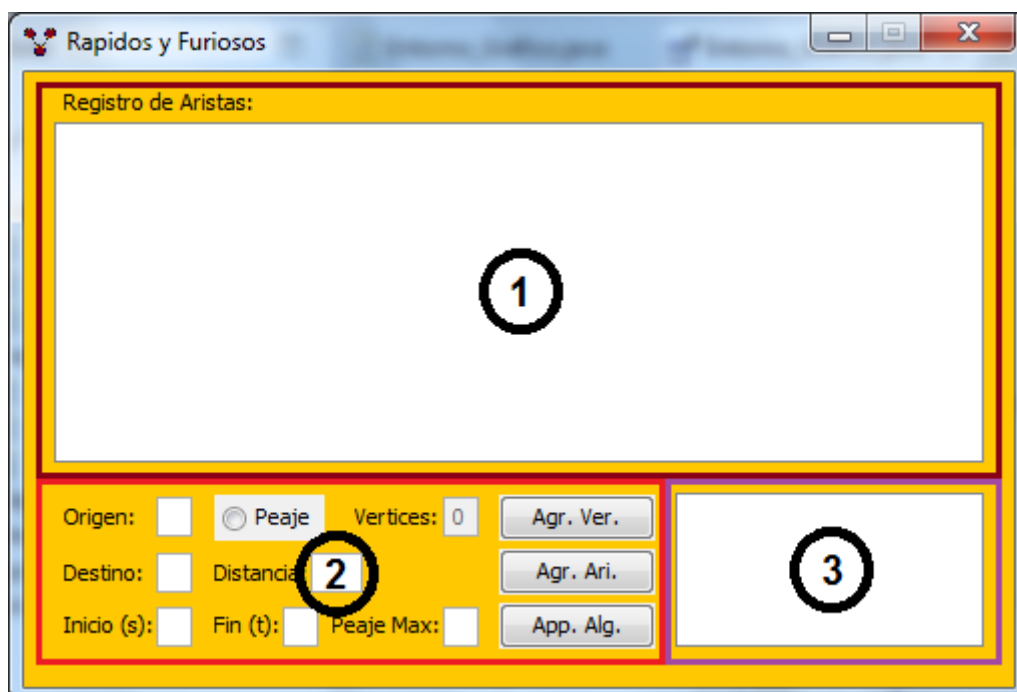 Rapidos y Furiosos
Registro de Aristas:
1
Origen: Peaje Vertices: 0 Agr. Ver.
Destino: Distancia 2 Agr. Ari.
3
Inicio (s): Fin (t): Peaje Max: App. Alg.